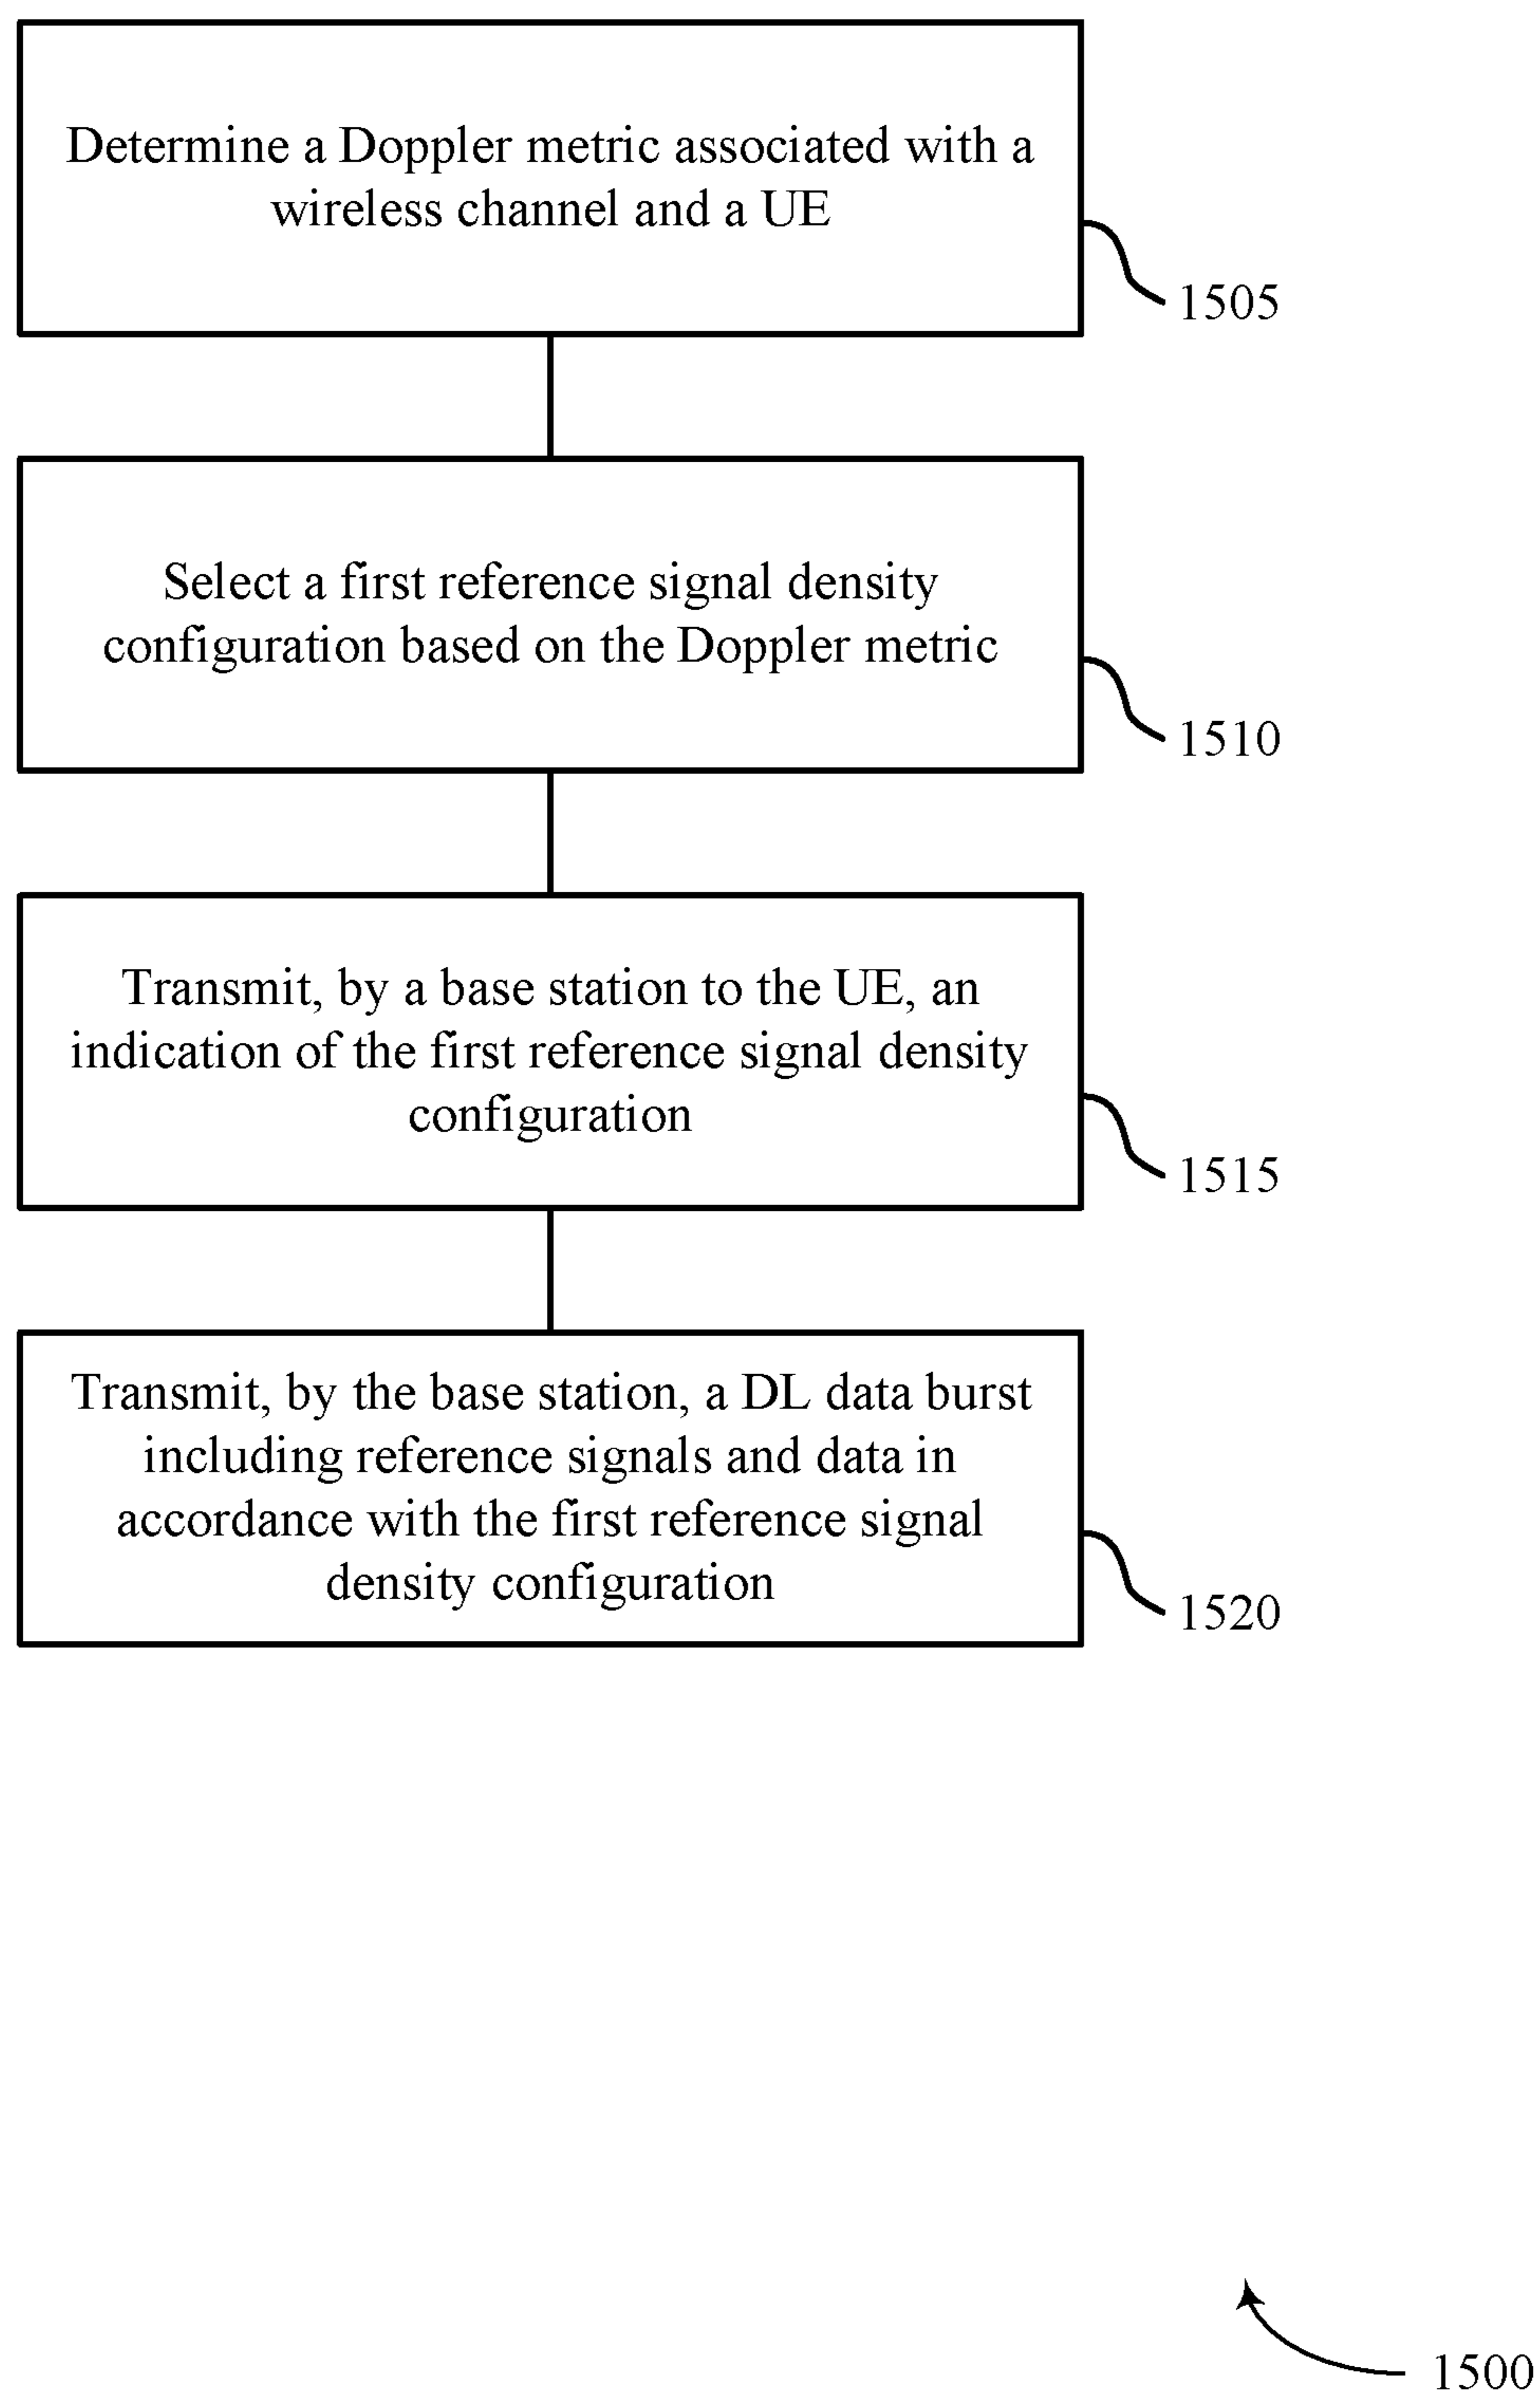 Determine a Doppler metric associated with a
wireless channel and a UE
1505
Select a first reference signal density
configuration based on the Doppler metric
1510
Transmit, by a base station to the UE, an
indication of the first reference signal density
configuration
1515
Transmit, by the base station, a DL data burst
including reference signals and data in
accordance with the first reference signal
density configuration
1520
1500